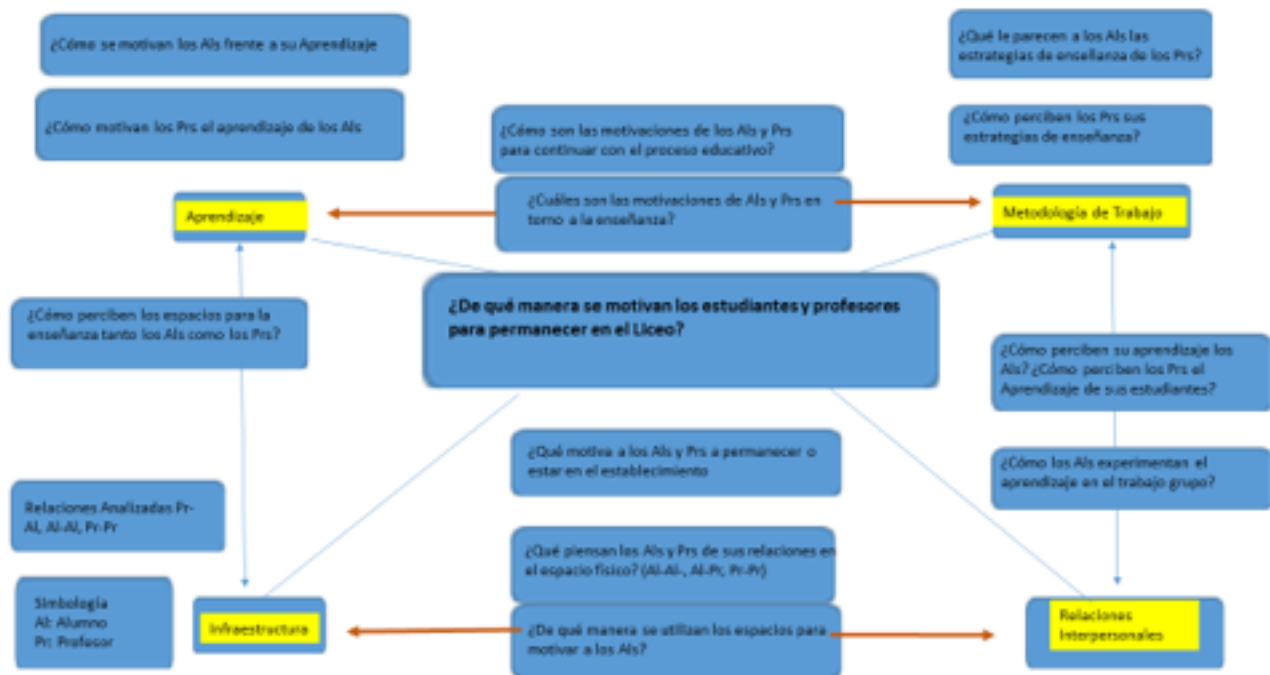 ¿Cómo se motivan los Als frente a su Aprendizaje
¿Qué le parecen a los Als las
estrategias de enseñanza de los Prs?
¿Cómo motivan los Prs el aprendizaje de los Als
¿Cómo son las motivaciones de los Als y Prs
para continuar con el proceso educativo?
¿Cómo perciben los Prs sus
estrategias de enseñanza?
Aprendizaje
¿Cuáles son las motivaciones de Als y Prs en
torno a la enseñanza?
Metodología de Trabajo
¿De qué manera se motivan los estudiantes y profesores
para permanecer en el Liceo?
¿Cómo perciben los espacios para la
enseñanza tanto los Als como los Prs?
¿Cómo perciben su aprendizaje los
Als? ¿Cómo perciben los Prs el
Aprendizaje de sus estudiantes?
¿Qué motiva a los Als y Prs a permanecer o
estar en el establecimiento
¿Cómo los Als experimentan el
aprendizaje en el trabajo grupo?
Relaciones Analizadas Pr-
Al, Al-Al, Pr-Pr
¿Qué piensan los Als y Prs de sus relaciones en
el espacio físico? (Al-Al-, Al-Pr, Pr-Pr)
Simbología
Al: Alumno
Pr: Profesor
Infraestructura
¿De qué manera se utilizan los espacios para
motivar a los Als?
Relaciones
Interpersonales